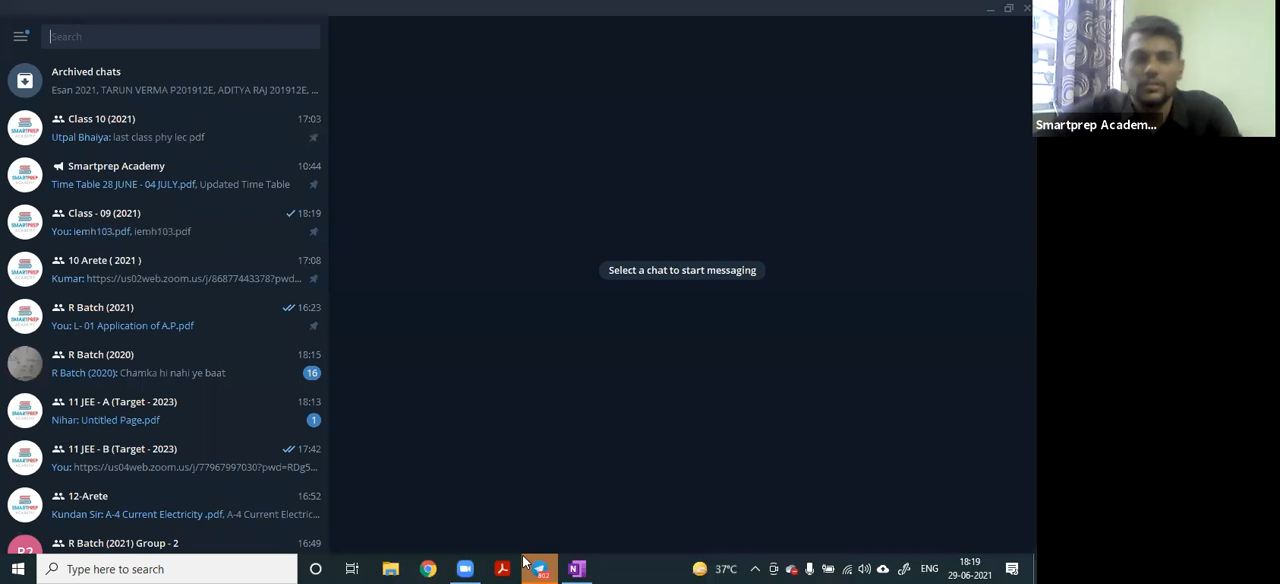 Search
Archived chats
Esan 2021, TARUN VERMA P201912E, ADITYA RAJ 201912E, ...
Class 10 (2021) 17:03
Utpal Bhaiya: last class phy lec pdf
Smartprep Academy 10:44
Time Table 28 JUNE - 04 JULY.pdf, Updated Time Table
Class - 09 (2021) 18:19
You: iemh103.pdf, iemh103.pdf
10 Arete ( 2021 ) 17:08
Kumar: https://us02web.zoom.us/j/86877443378?pwd...
R Batch (2021) 16:23
You: L- 01 Application of A.P.pdf
R Batch (2020) 18:15
R Batch (2020): Chamka hi nahi ye baat 16
11 JEE - A (Target - 2023) 18:13
Nihar: Untitled Page.pdf 1
11 JEE - B (Target - 2023) 17:42
You: https://us04web.zoom.us/j/77967997030?pwd=RDg5...
12-Arete 16:52
Kundan Sir: A-4 Current Electricity .pdf, A-4 Current Electric...
R Batch (2021) Group - 2 16:49
Select a chat to start messaging
Smartprep Academ...
Type here to search
802
37°C
ENG
18:19
29-06-2021